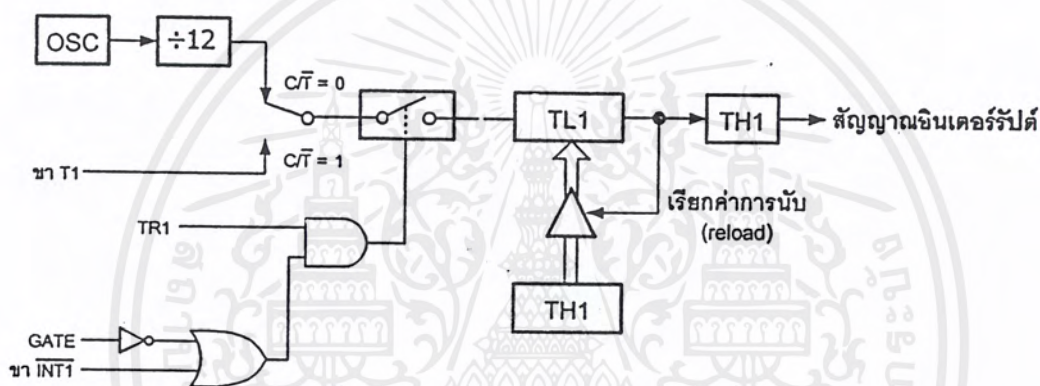 OSC
÷12
C/T̅ = 0
C/T̅ = 1
ขา T1
TL1
TH1
สัญญาณอินเตอร์รัปต์
เรียกค่าการนับ
(reload)
TR1
TH1
GATE
ขา I̅N̅T̅1̅